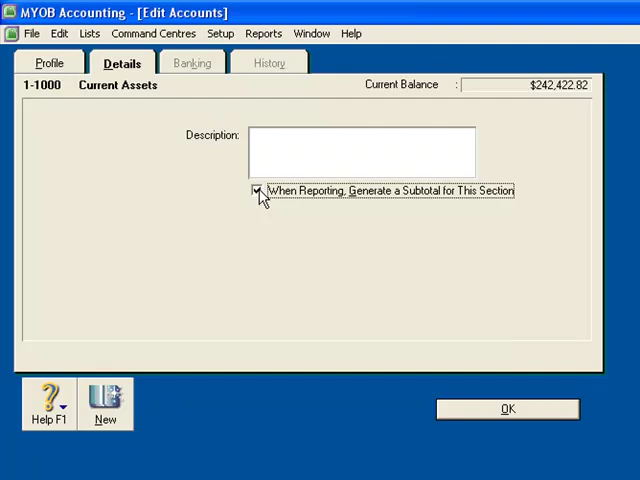 MYOB Accounting - [Edit Accounts]
File Edit Lists Command Centres Setup Reports Window Help
Profile Details Banking History
1-1000 Current Assets Current Balance : $242,422.82
Description:
When Reporting, Generate a Subtotal for This Section
Help F1 New OK